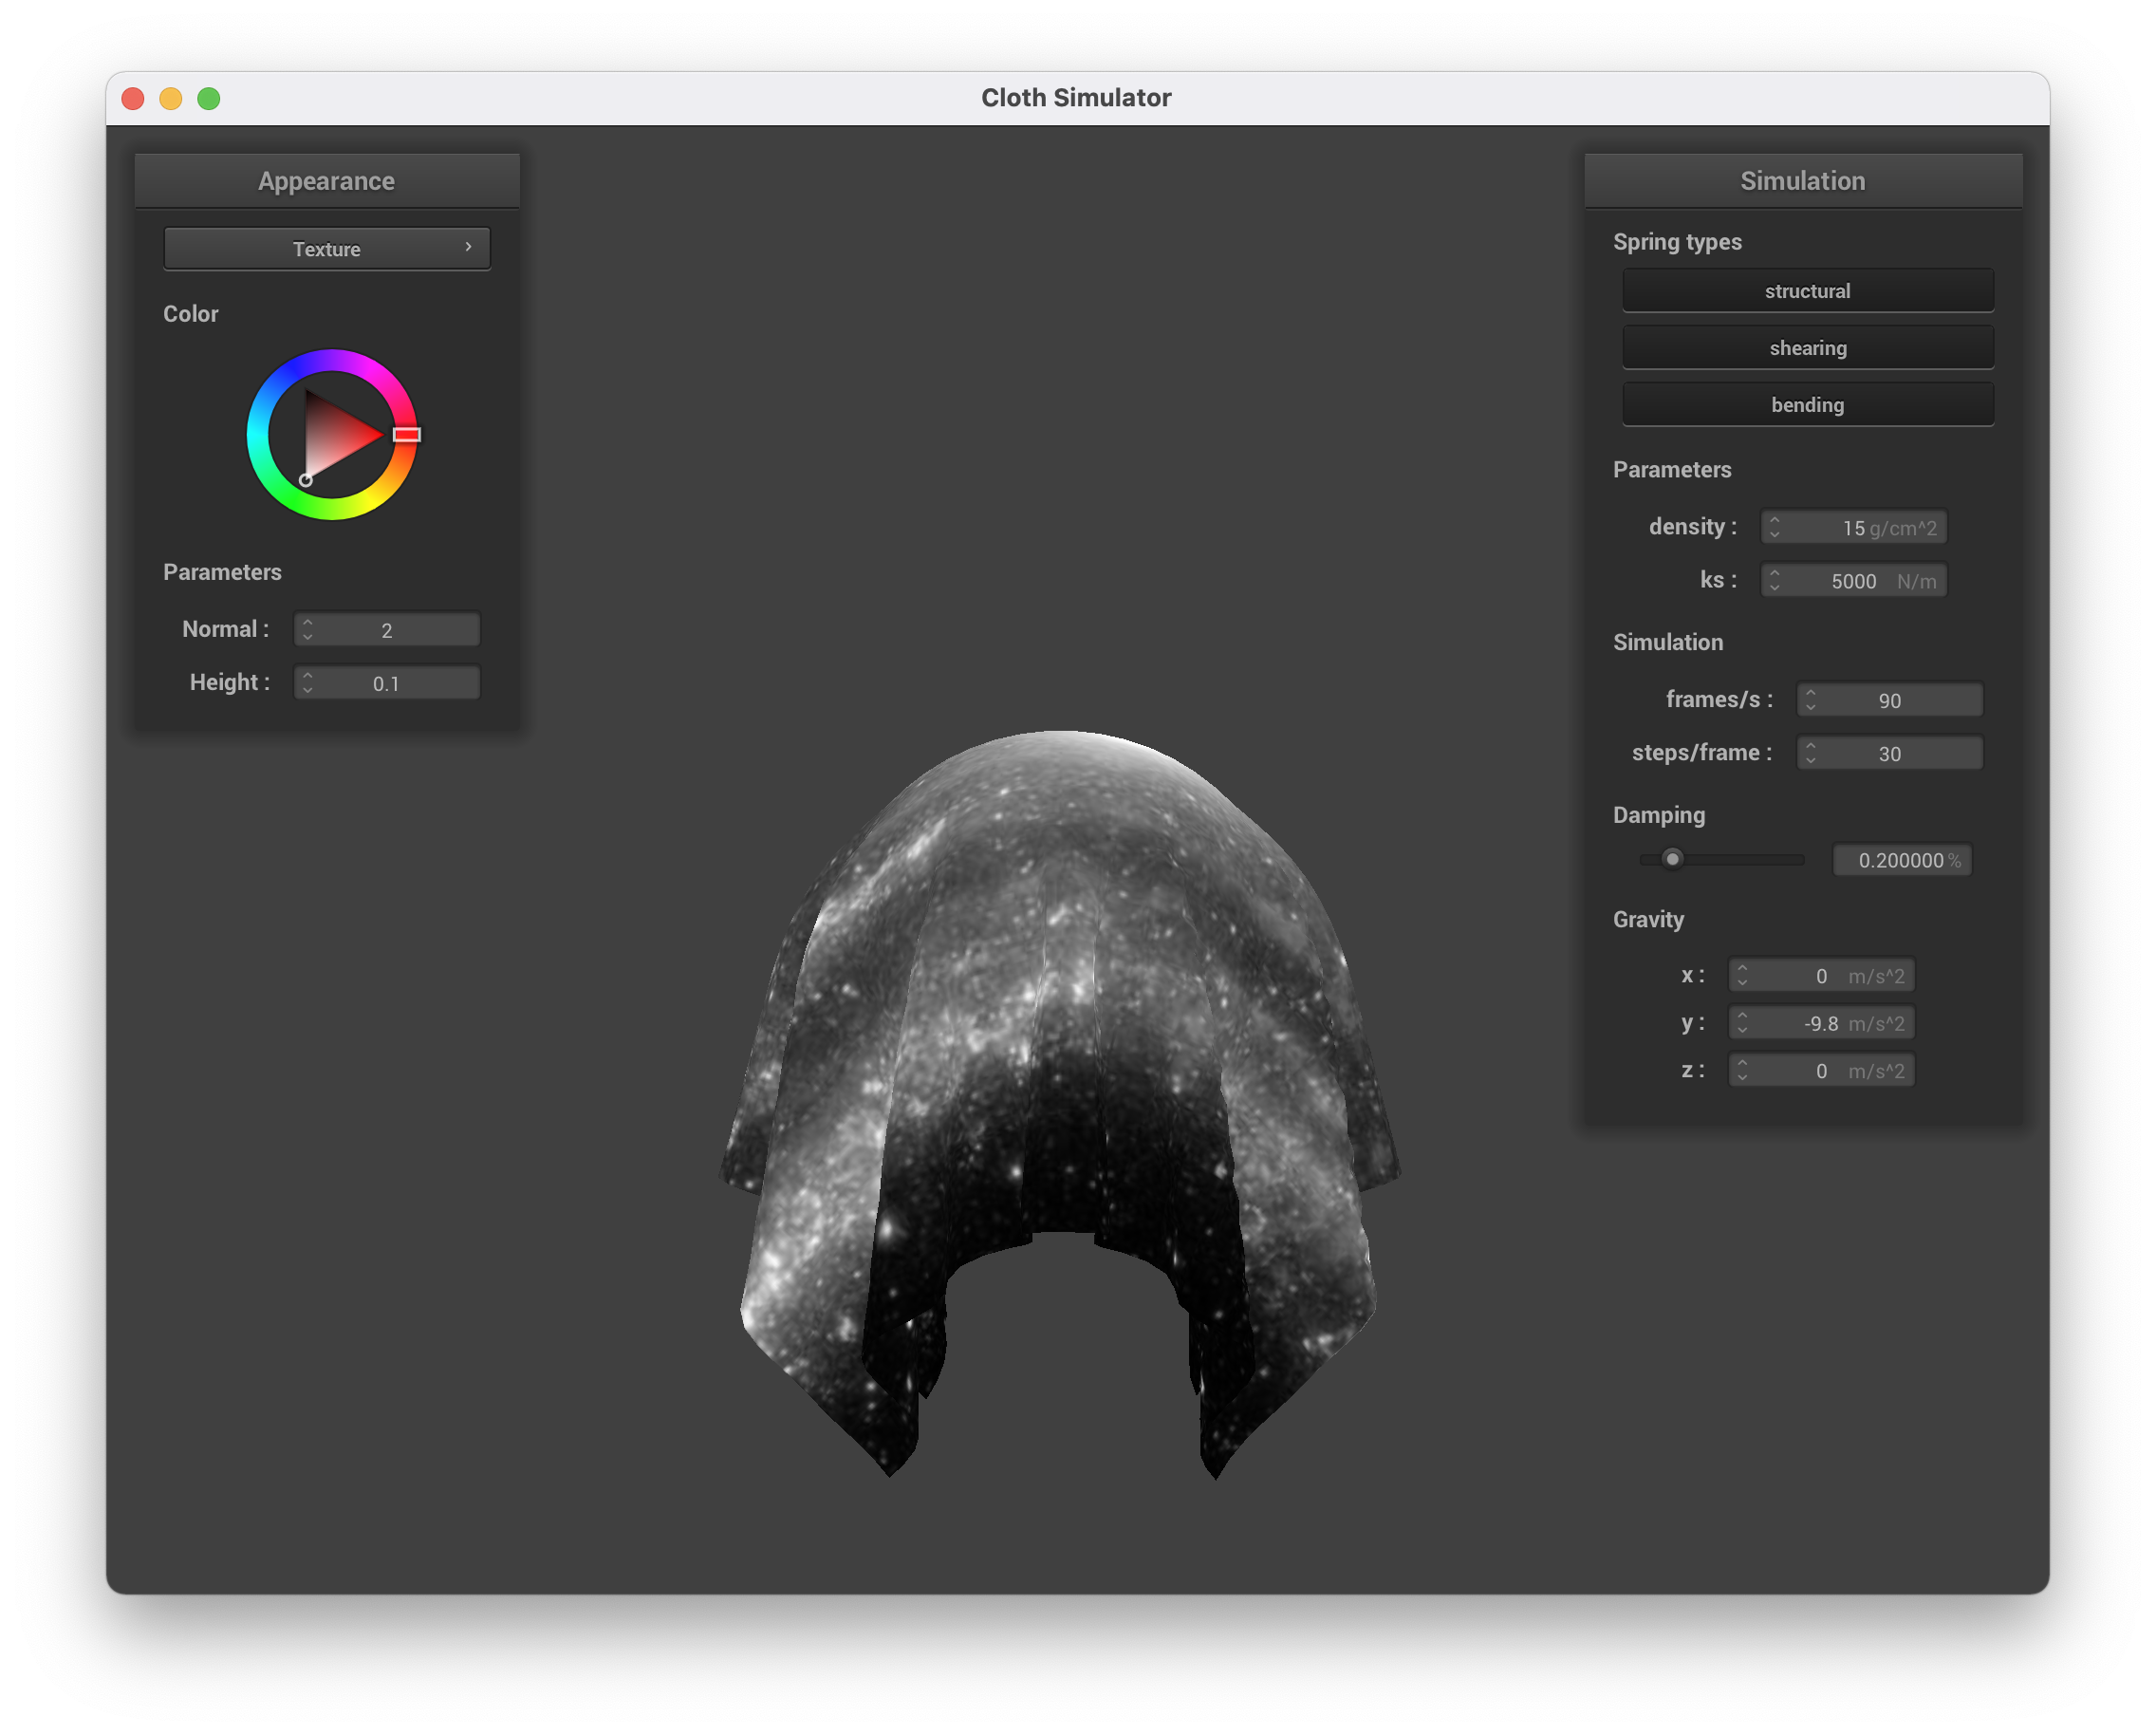 Cloth Simulator
Appearance
Texture
Color
Parameters
Normal : 2
Height : 0.1
Simulation
Spring types
structural
shearing
bending
Parameters
density : 15 g/cm^2
ks : 5000 N/m
Simulation
frames/s : 90
steps/frame : 30
Damping
0.200000 %
Gravity
x : 0 m/s^2
y : -9.8 m/s^2
z : 0 m/s^2